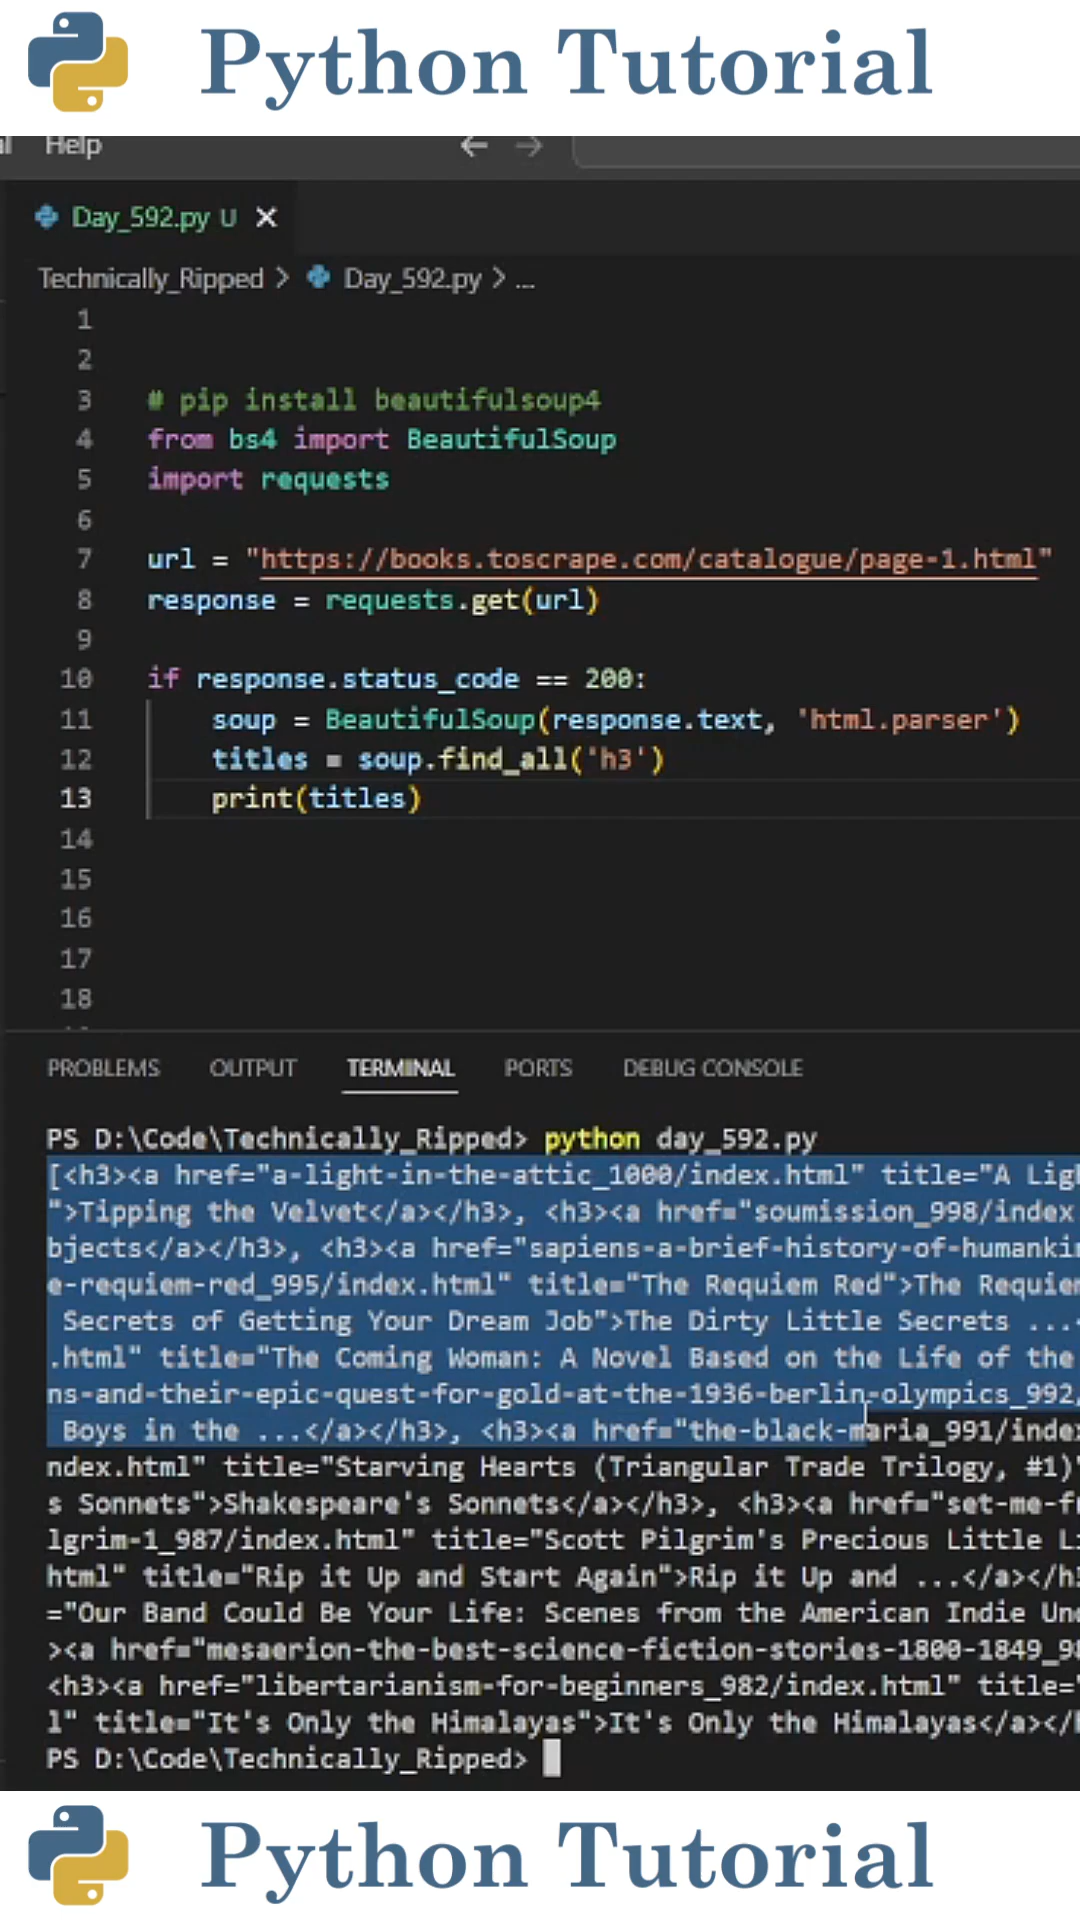 Python Tutorial
Help
Day_592.py U
Technically_Ripped > Day_592.py > ...
1
2
3 # pip install beautifulsoup4
4 from bs4 import BeautifulSoup
5 import requests
6
7 url = "https://books.toscrape.com/catalogue/page-1.html"
8 response = requests.get(url)
9
10 if response.status_code == 200:
11 soup = BeautifulSoup(response.text, 'html.parser')
12 titles = soup.find_all('h3')
13 print(titles)
14
15
16
17
18
PROBLEMS OUTPUT TERMINAL PORTS DEBUG CONSOLE
PS D:\Code\Technically_Ripped> python day_592.py
[<h3><a href="a-light-in-the-attic_1000/index.html" title="A Ligh
">Tipping the Velvet</a></h3>, <h3><a href="soumission_998/index
bjects</a></h3>, <h3><a href="sapiens-a-brief-history-of-humanki
e-requiem-red_995/index.html" title="The Requiem Red">The Requie
Secrets of Getting Your Dream Job">The Dirty Little Secrets ...
.html" title="The Coming Woman: A Novel Based on the Life of the
ns-and-their-epic-quest-for-gold-at-the-1936-berlin-olympics_992
Boys in the ...</a></h3>, <h3><a href="the-black-maria_991/inde
ndex.html" title="Starving Hearts (Triangular Trade Trilogy, #1)"
s Sonnets">Shakespeare's Sonnets</a></h3>, <h3><a href="set-me-f
lgrim-1_987/index.html" title="Scott Pilgrim's Precious Little Li
html" title="Rip it Up and Start Again">Rip it Up and ...</a></h
="Our Band Could Be Your Life: Scenes from the American Indie Un
><a href="mesaerion-the-best-science-fiction-stories-1800-1849_9
<h3><a href="libertarianism-for-beginners_982/index.html" title=
l" title="It's Only the Himalayas">It's Only the Himalayas</a></
PS D:\Code\Technically_Ripped>
Python Tutorial